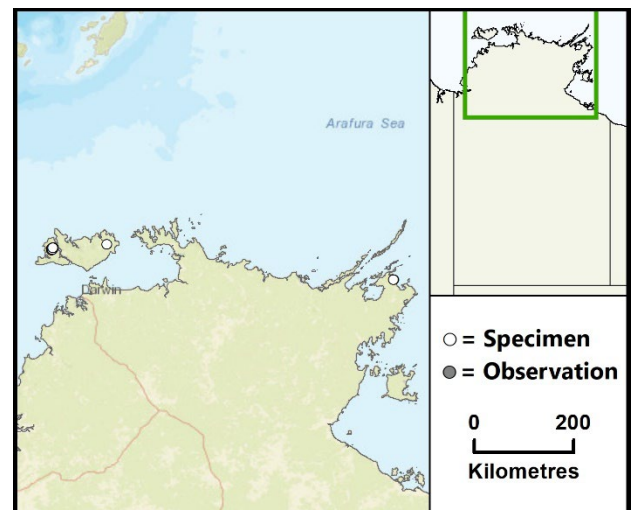 Arafura Sea
Darwin
= Specimen
= Observation
0 200
Kilometres